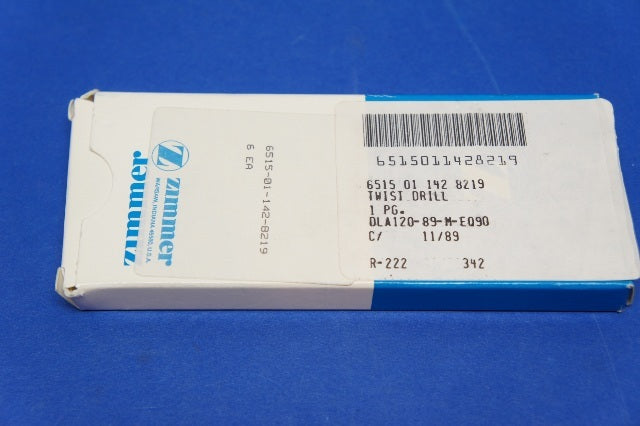 zimmer
zimmer
WARSAW, INDIANA 46580, U.S.A.
6515-01-142-8219
6 EA
6515011428219
6515 01 142 8219
TWIST DRILL
1 PG.
DLA120-89-M-EQ90
C/ 11/89
R-222 342